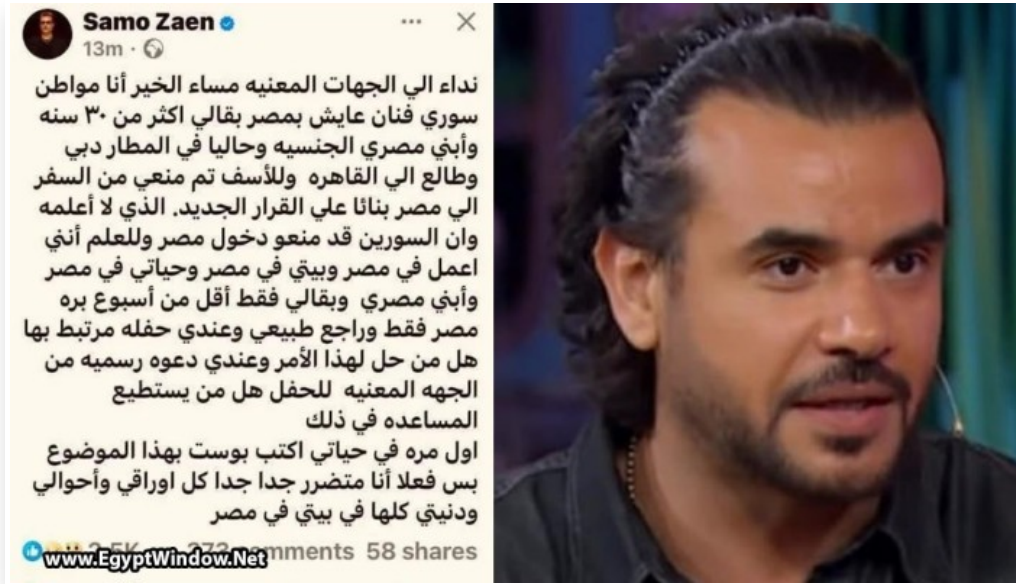 Samo Zaen
13m
نداء الي الجهات المعنيه مساء الخير أنا مواطن
سوري فنان عايش بمصر بقالي اكثر من ٣٠ سنه
وأبني مصري الجنسيه وحاليا في المطار دبي
وطالع الي القاهره وللأسف تم منعي من السفر
الي مصر بنائا علي القرار الجديد. الذي لا أعلمه
وان السورين قد منعو دخول مصر وللعلم أنني
اعمل في مصر وبيتي في مصر وحياتي في مصر
وأبني مصري وبقالي فقط أقل من أسبوع بره
مصر فقط وراجع طبيعي وعندي حفله مرتبط بها
هل من حل لهذا الأمر وعندي دعوه رسميه من
الجهه المعنيه للحفل هل من يستطيع
المساعده في ذلك
اول مره في حياتي اكتب بوست بهذا الموضوع
بس فعلا أنا متضرر جدا جدا كل اوراقي وأحوالي
ودنيتي كلها في بيتي في مصر
comments 58 shares
www.EgyptWindow.Net